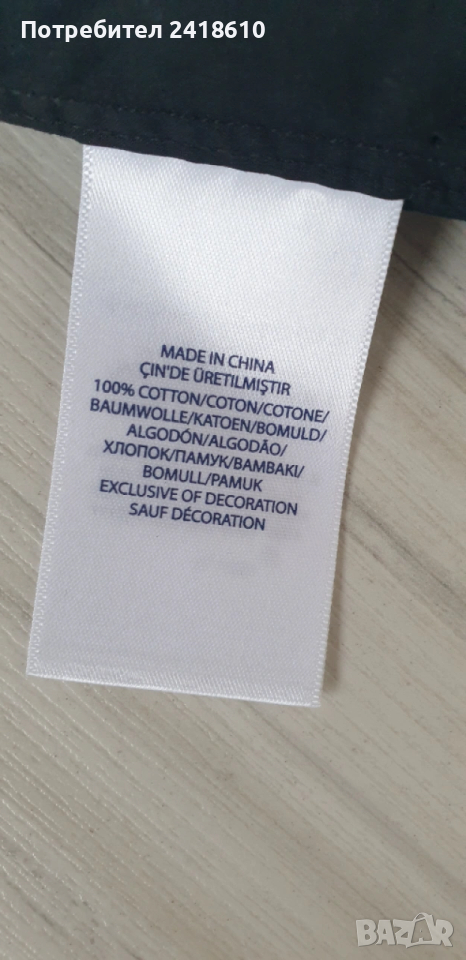 Потребител 2418610
MADE IN CHINA
ÇIN'DE ÜRETILMIŞTIR
100% COTTON/COTON/COTONE/
BAUMWOLLE/KATOEN/BOMULD/
ALGODÓN/ALGODÃO/
ХЛОПОК/ПАМУК/BAMBAKI/
BOMULL/PAMUK
EXCLUSIVE OF DECORATION
SAUF DÉCORATION
BAZAR